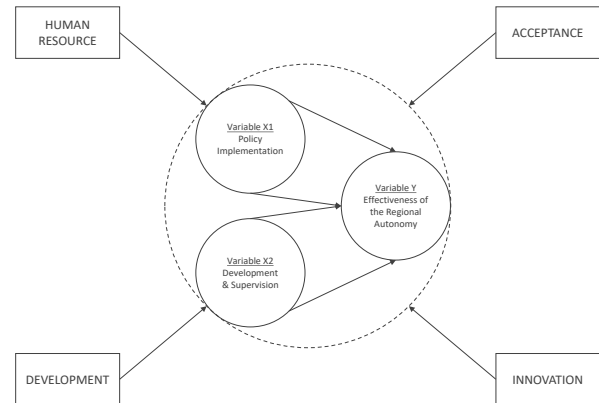 HUMAN
RESOURCE
ACCEPTANCE
Variable X1
Policy
Implementation
Variable Y
Effectiveness of
the Regional
Autonomy
Variable X2
Development
& Supervision
DEVELOPMENT
INNOVATION